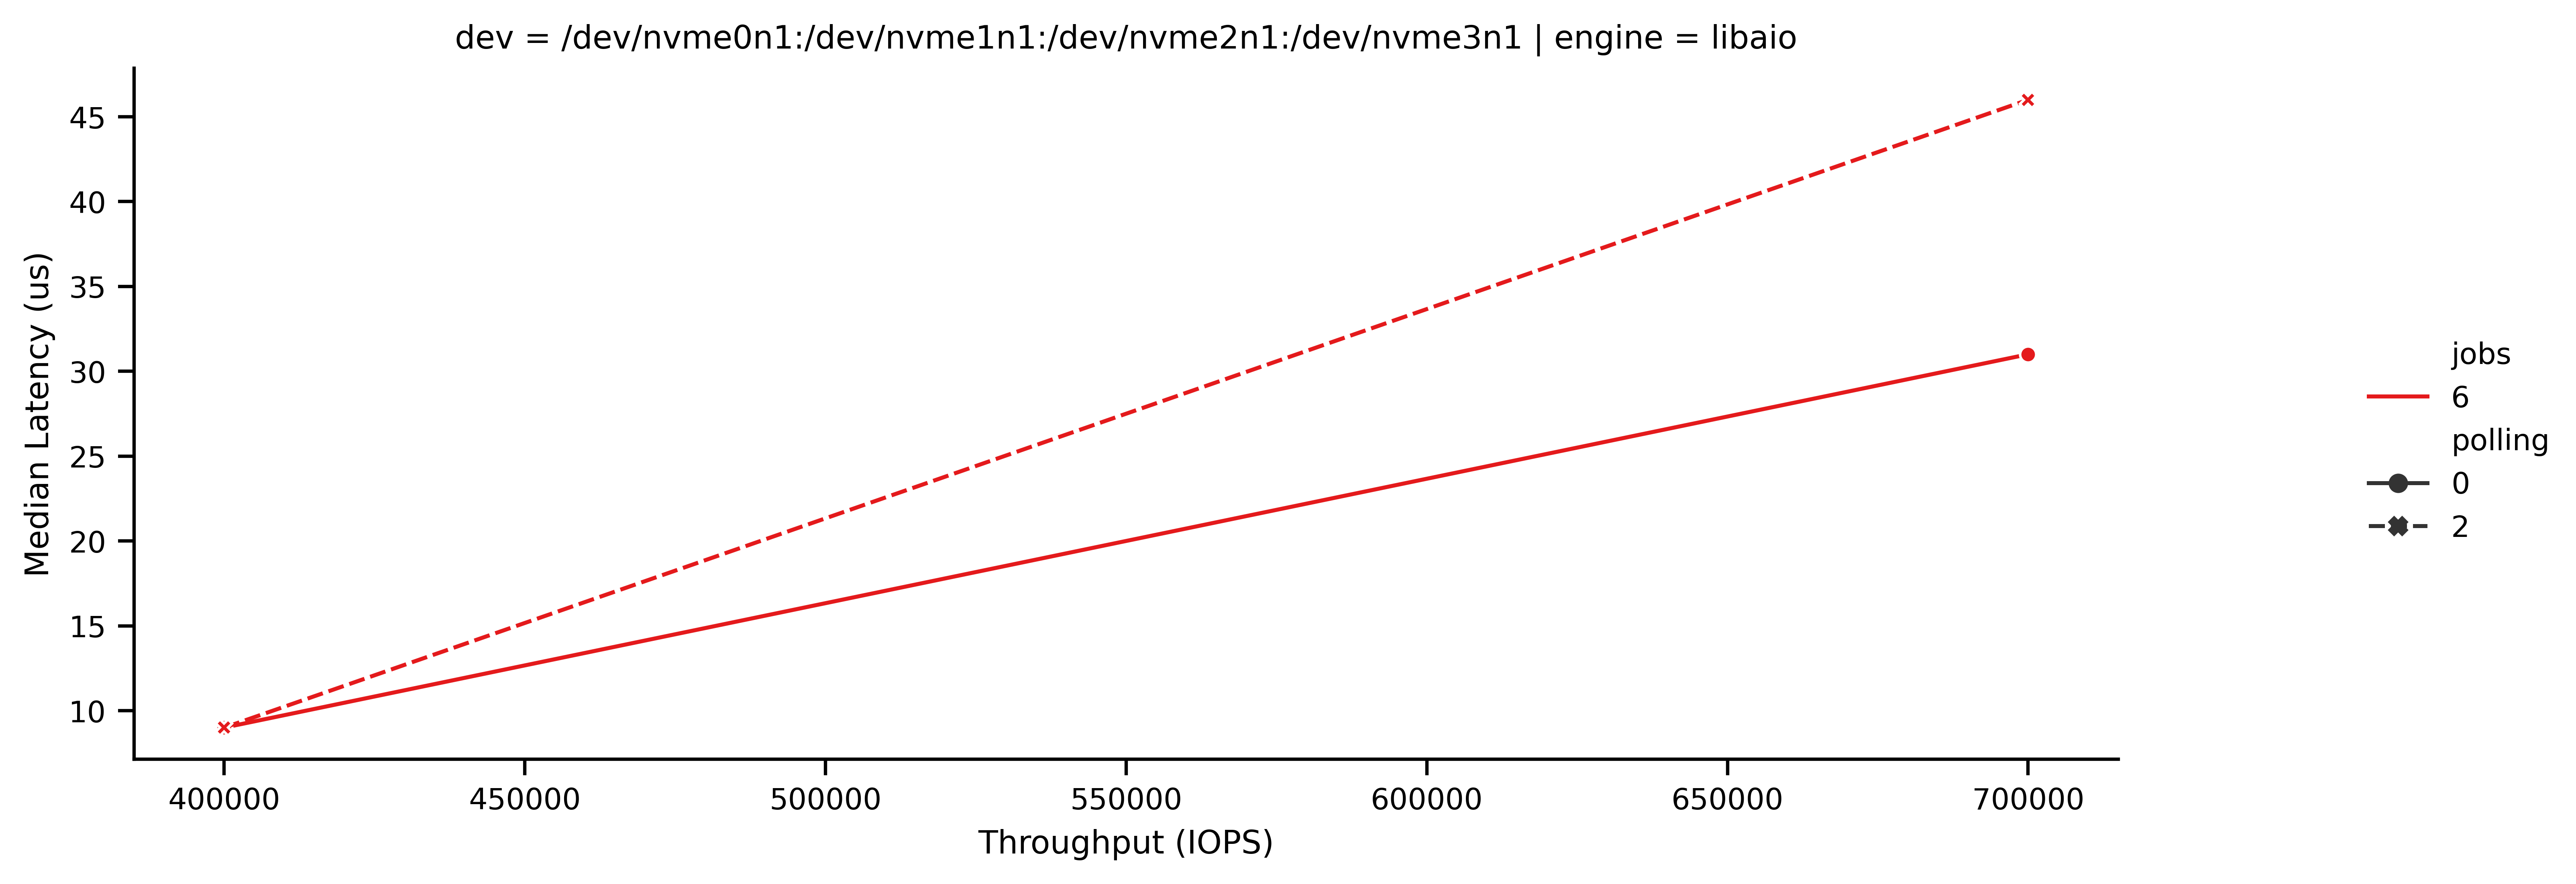 dev = /dev/nvme0n1:/dev/nvme1n1:/dev/nvme2n1:/dev/nvme3n1 | engine = libaio
Median Latency (us)
45
40
35
30
25
20
15
10
400000 450000 500000 550000 600000 650000 700000
Throughput (IOPS)
jobs
6
polling
0
2